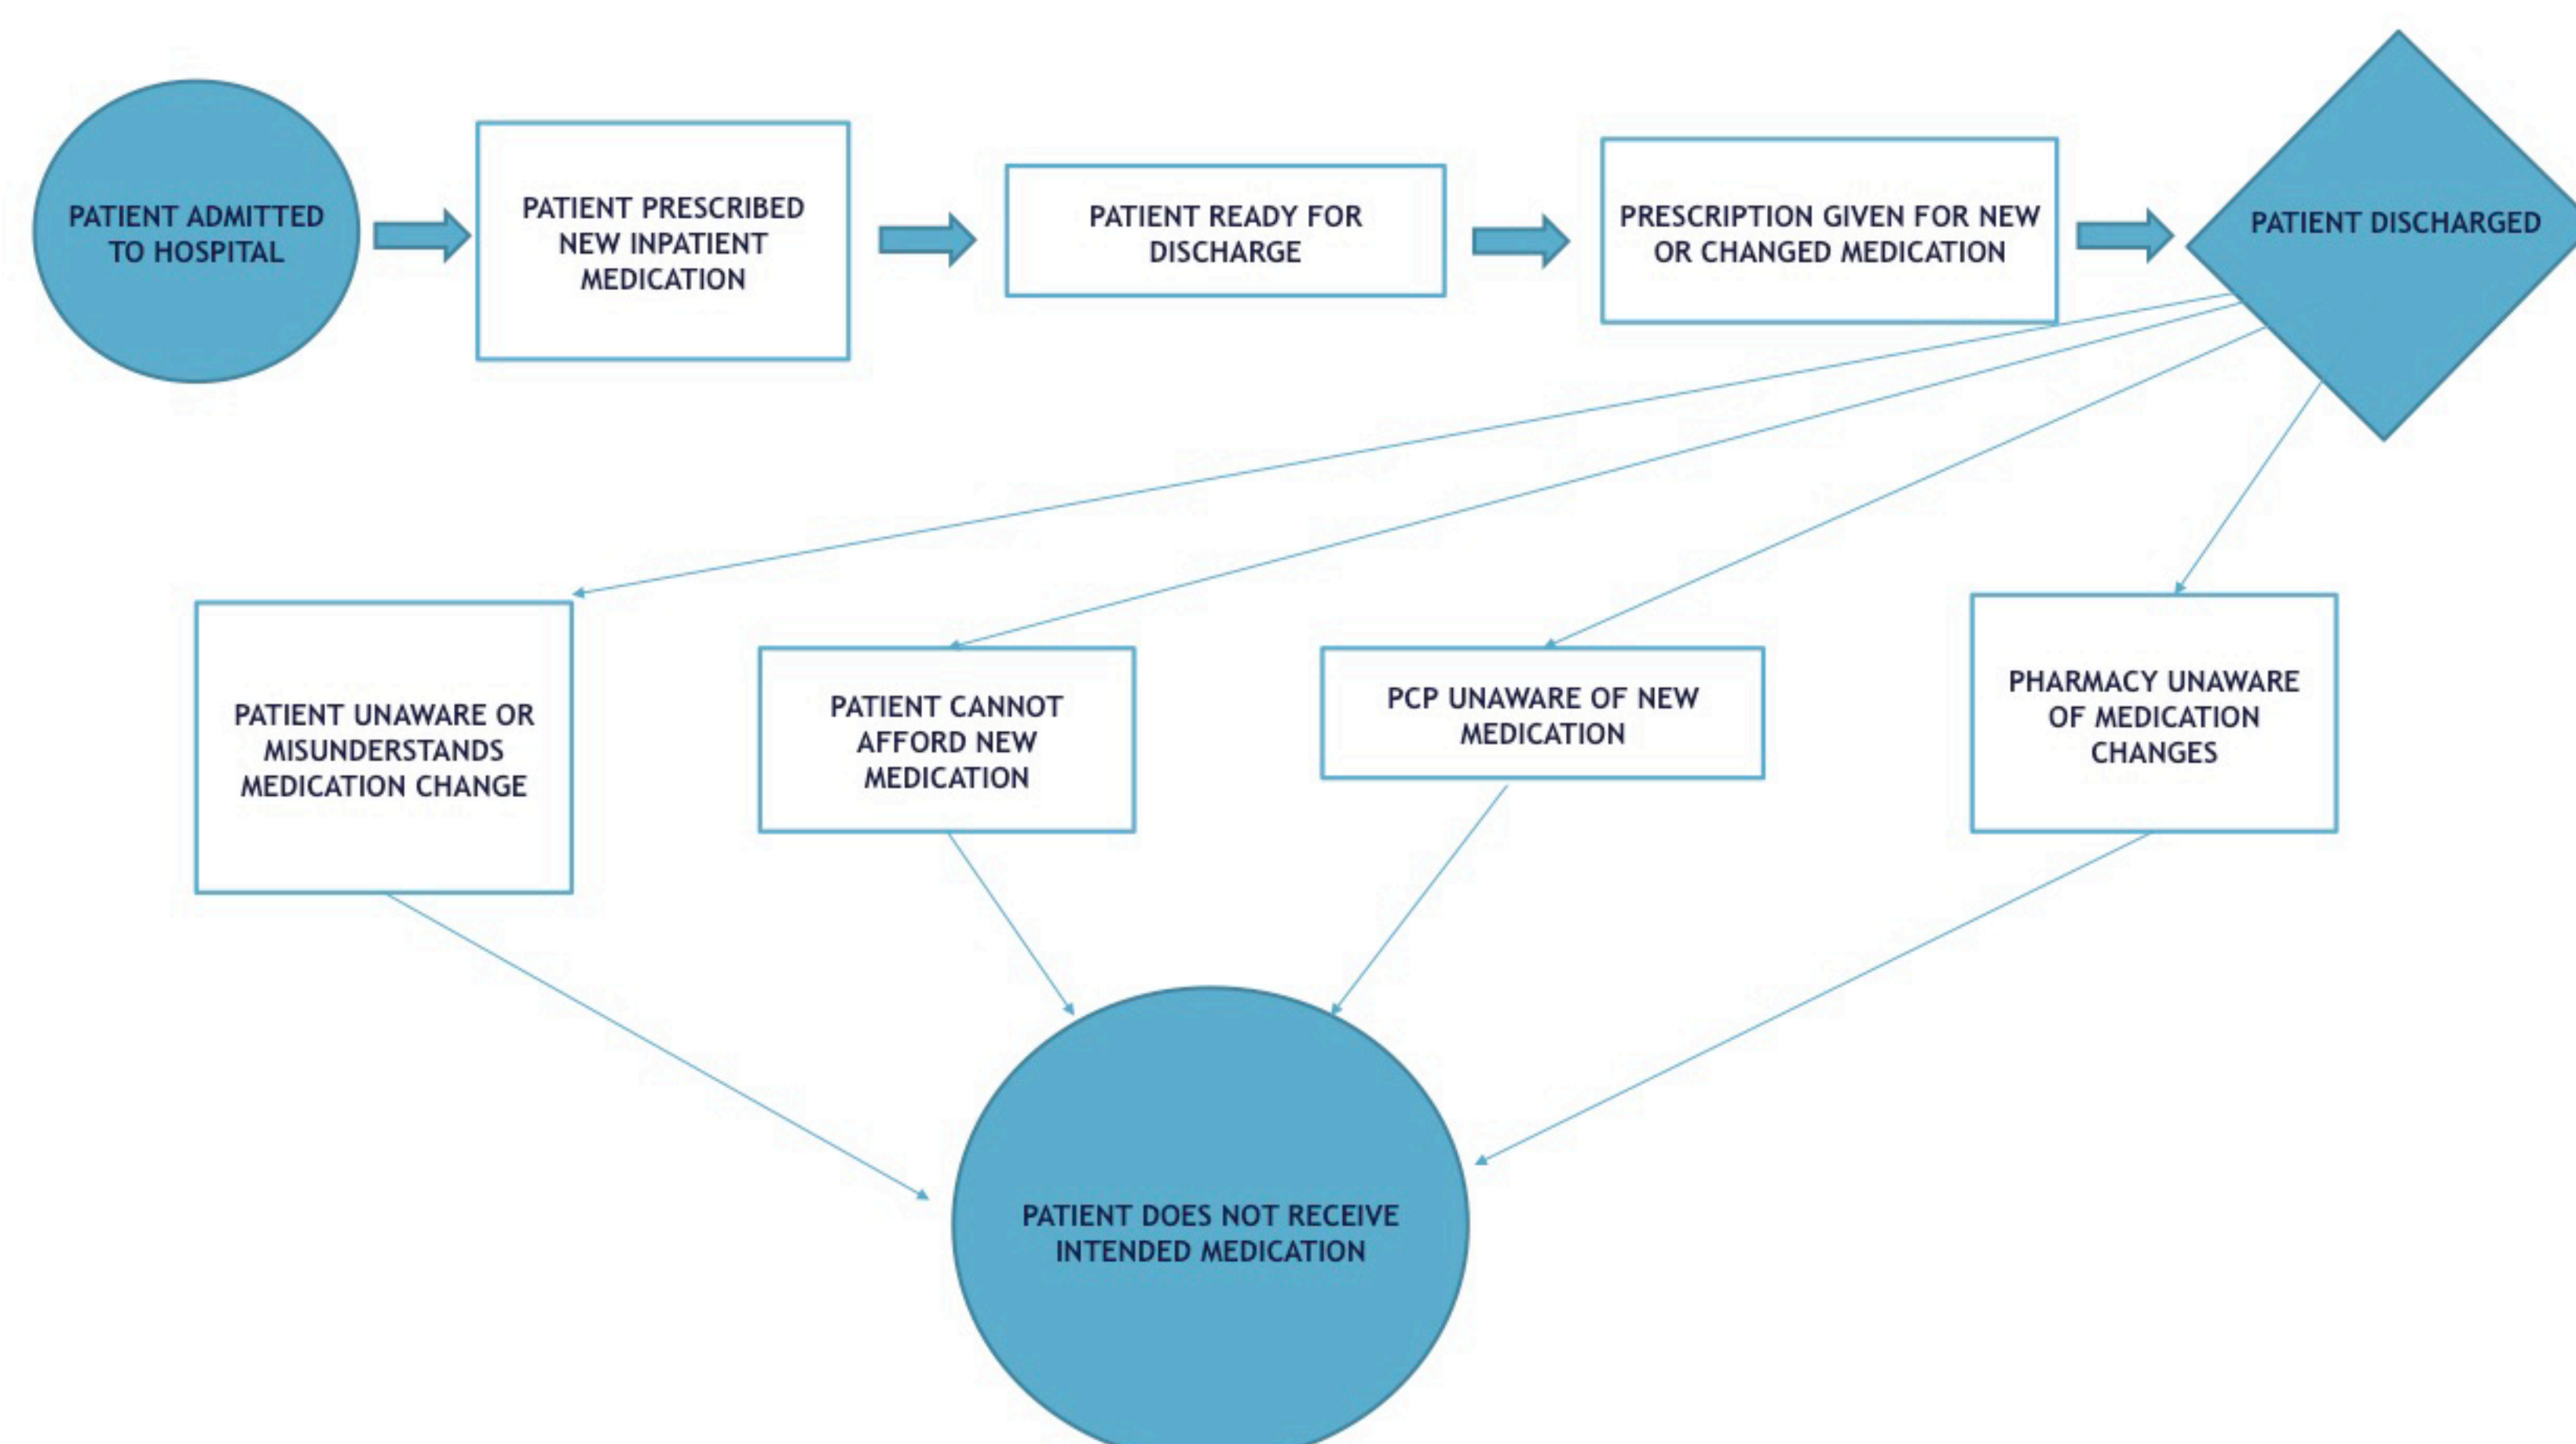 PATIENT ADMITTED
TO HOSPITAL
PATIENT PRESCRIBED
NEW INPATIENT
MEDICATION
PATIENT READY FOR
DISCHARGE
PRESCRIPTION GIVEN FOR NEW
OR CHANGED MEDICATION
PATIENT DISCHARGED
PATIENT UNAWARE OR
MISUNDERSTANDS
MEDICATION CHANGE
PATIENT CANNOT
AFFORD NEW
MEDICATION
PCP UNAWARE OF NEW
MEDICATION
PHARMACY UNAWARE
OF MEDICATION
CHANGES
PATIENT DOES NOT RECEIVE
INTENDED MEDICATION